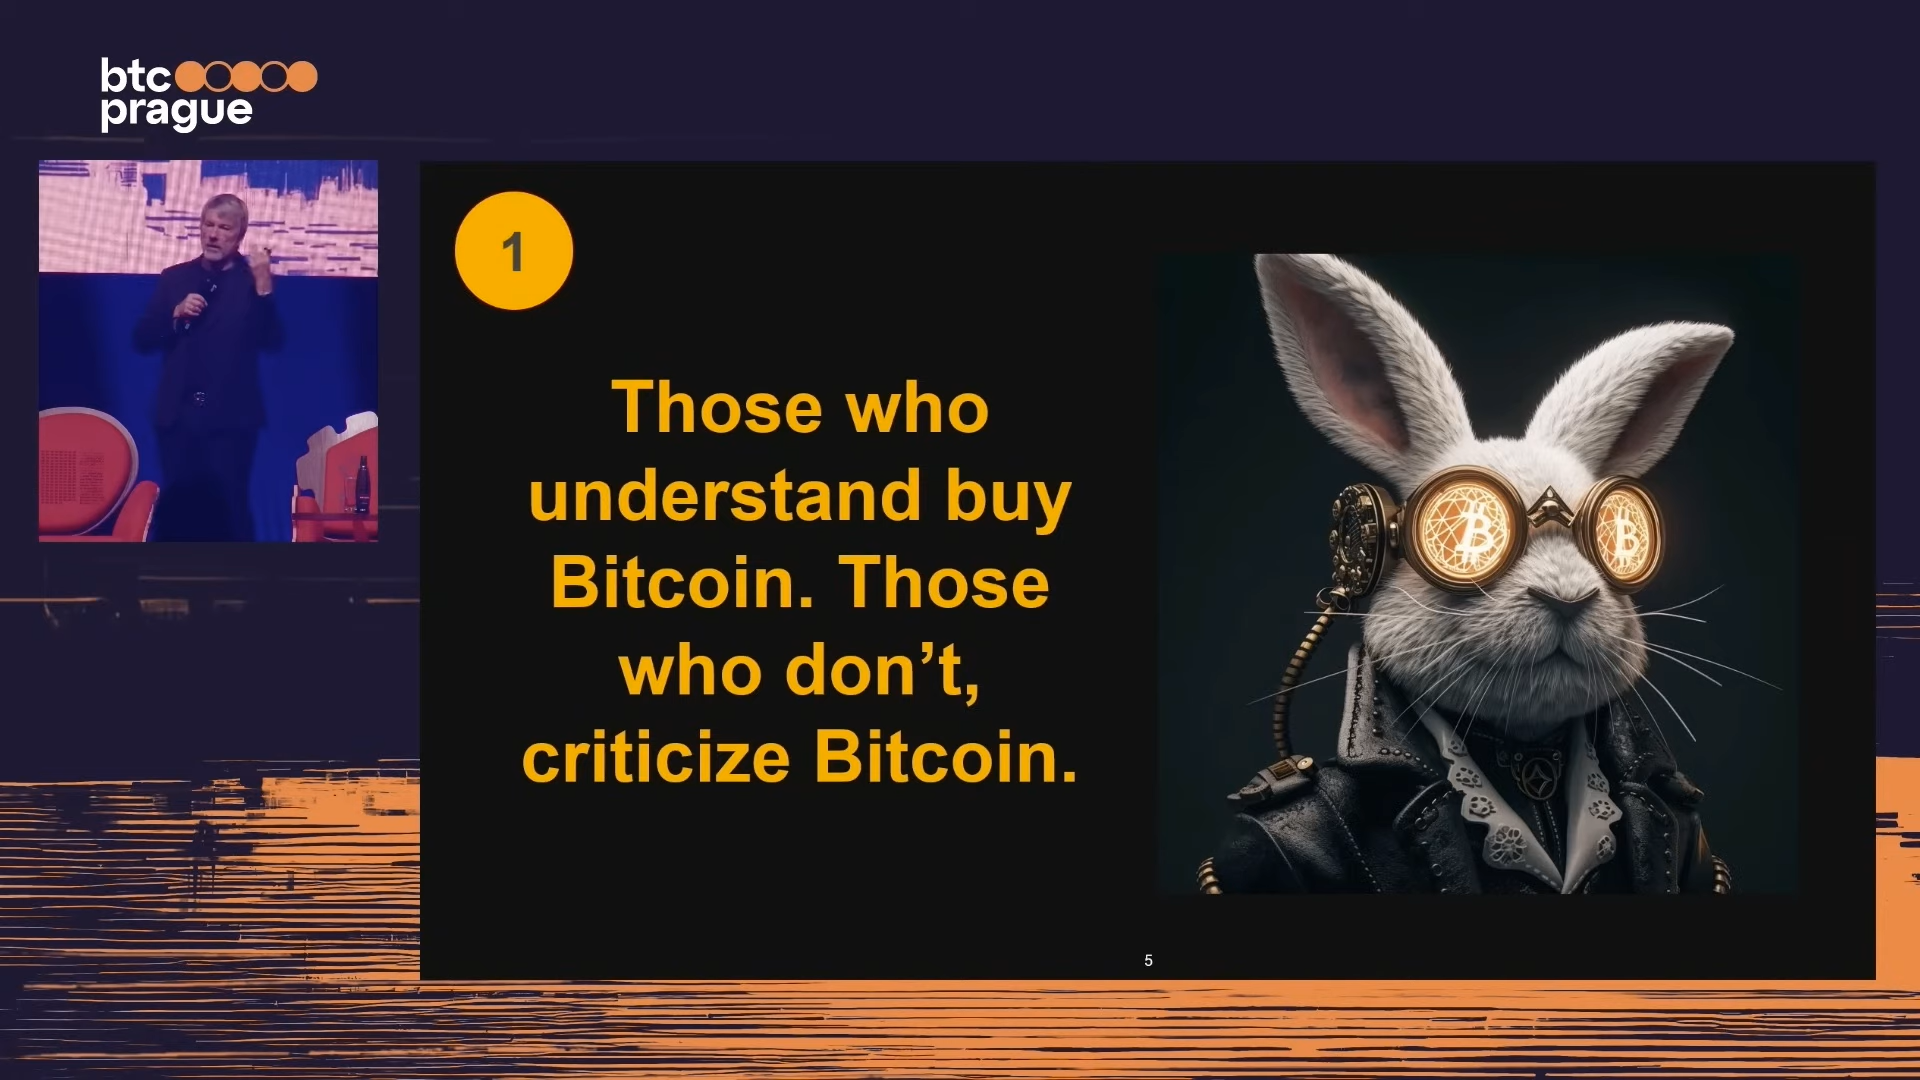 btc
prague
1
Those who
understand buy
Bitcoin. Those
who don’t,
criticize Bitcoin.
5